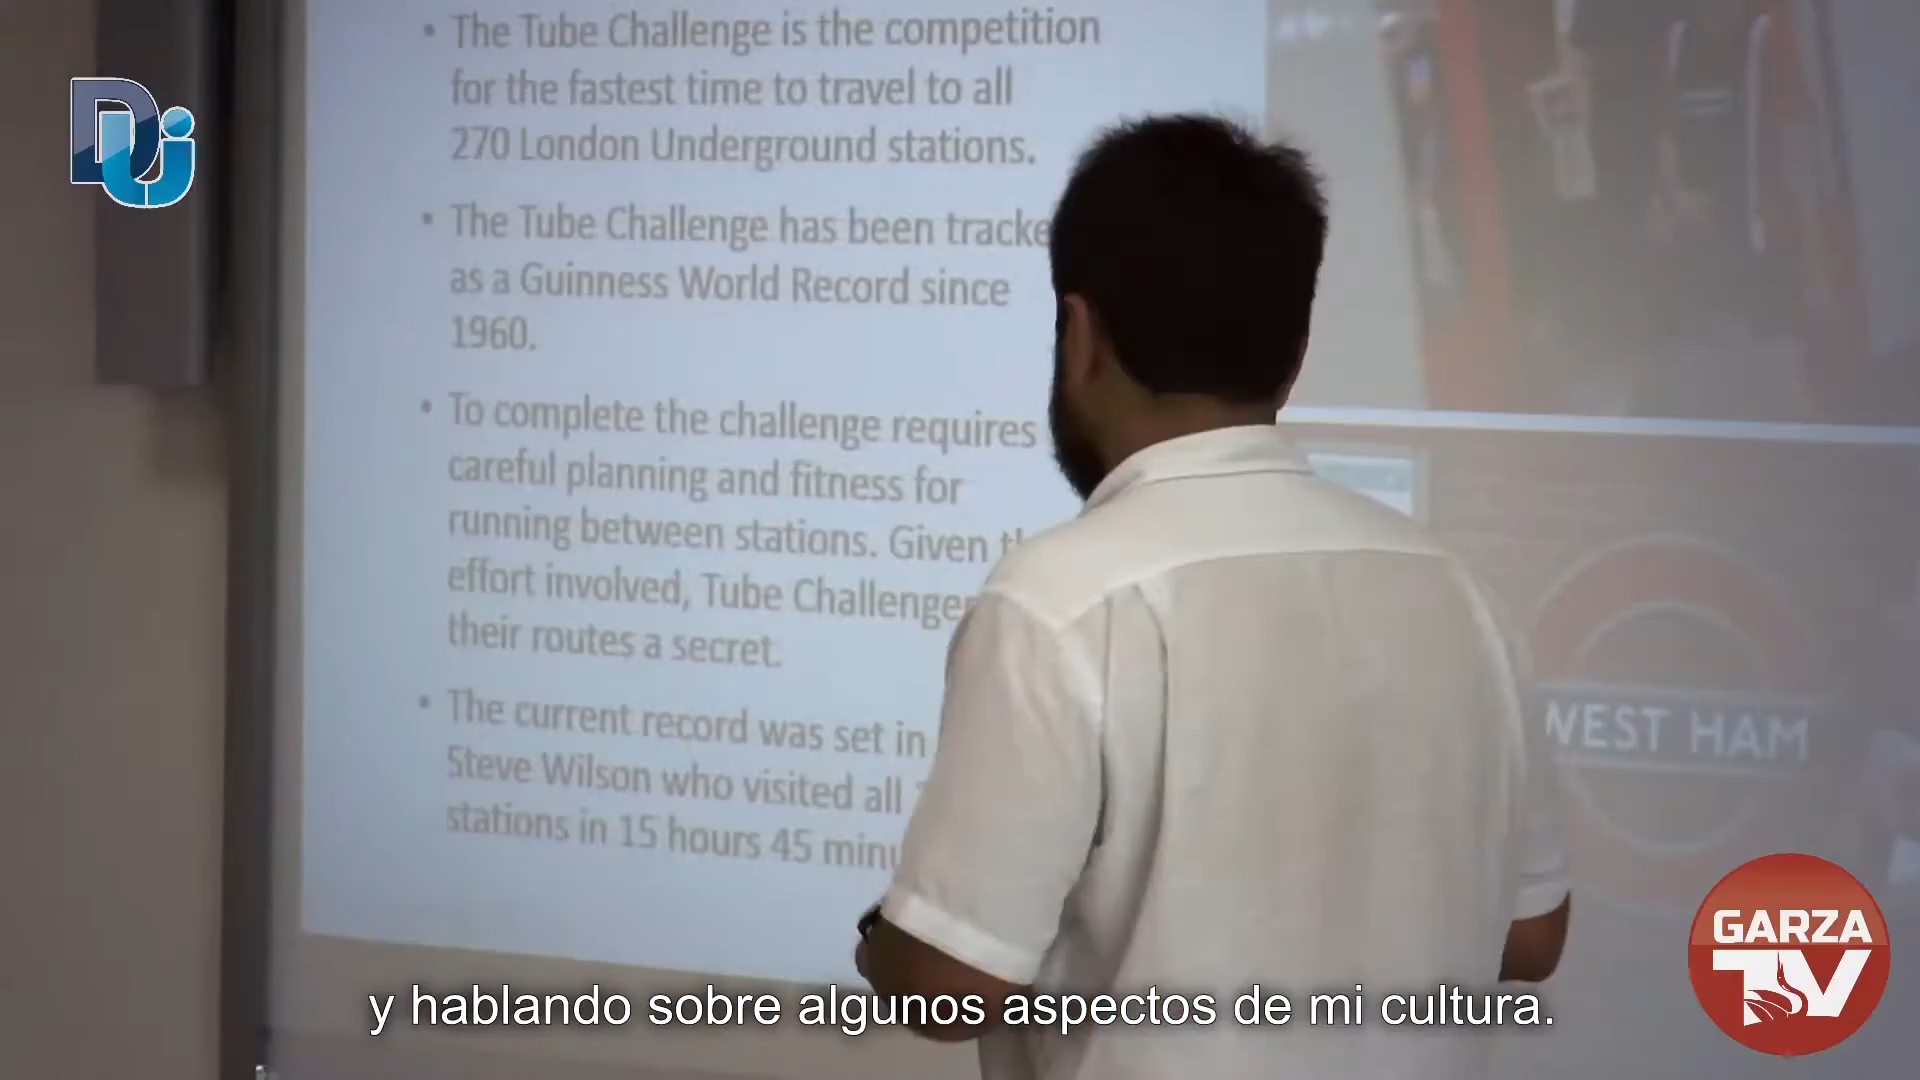 • The Tube Challenge is the competition
for the fastest time to travel to all
270 London Underground stations.
• The Tube Challenge has been
as a Guinness World Record since
1960.
• To complete the challenge requires
careful planning and fitness for
running between stations. Given
effort involved, Tube
their routes a secret.
• The current record was set in
Steve Wilson who visited all
stations in 15 hours 45
WEST HAM
DJ
GARZA
TV
y hablando sobre algunos aspectos de mi cultura.